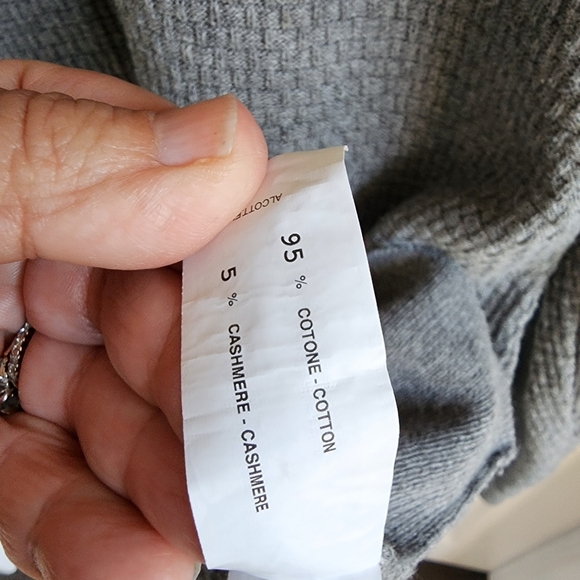 95 % COTONE - COTTON
5 % CASHMERE - CASHMERE